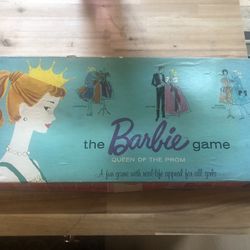 the Barbie game
QUEEN OF THE PROM
A fun game with real-life appeal for all girls